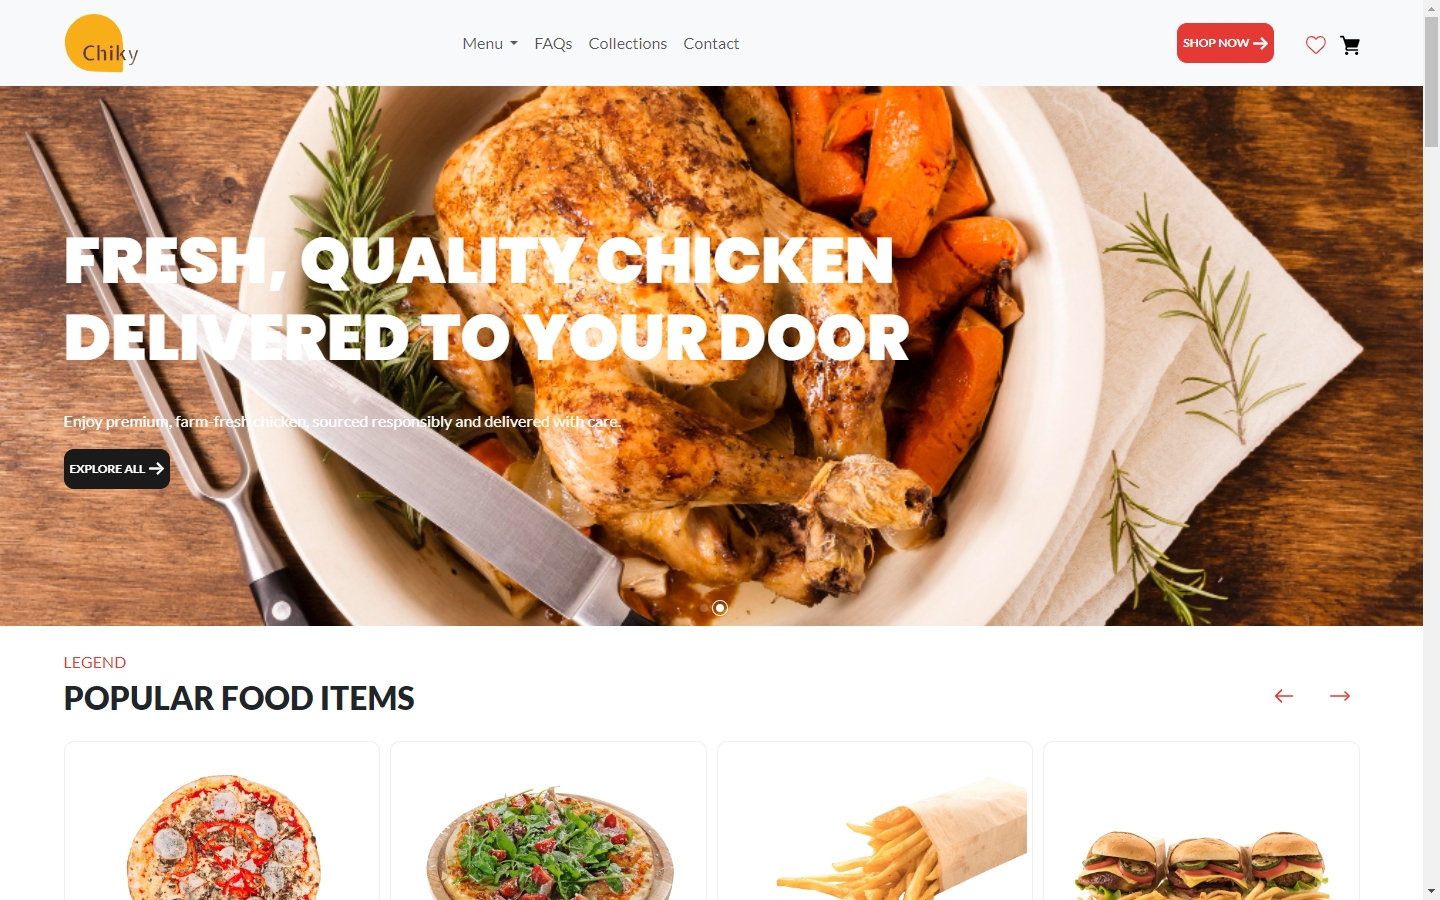 Chiky
Menu
FAQs
Collections
Contact
SHOP NOW
FRESH, QUALITY CHICKEN
DELIVERED TO YOUR DOOR
Enjoy premium, farm-fresh chicken, sourced responsibly and delivered with care.
EXPLORE ALL
LEGEND
POPULAR FOOD ITEMS